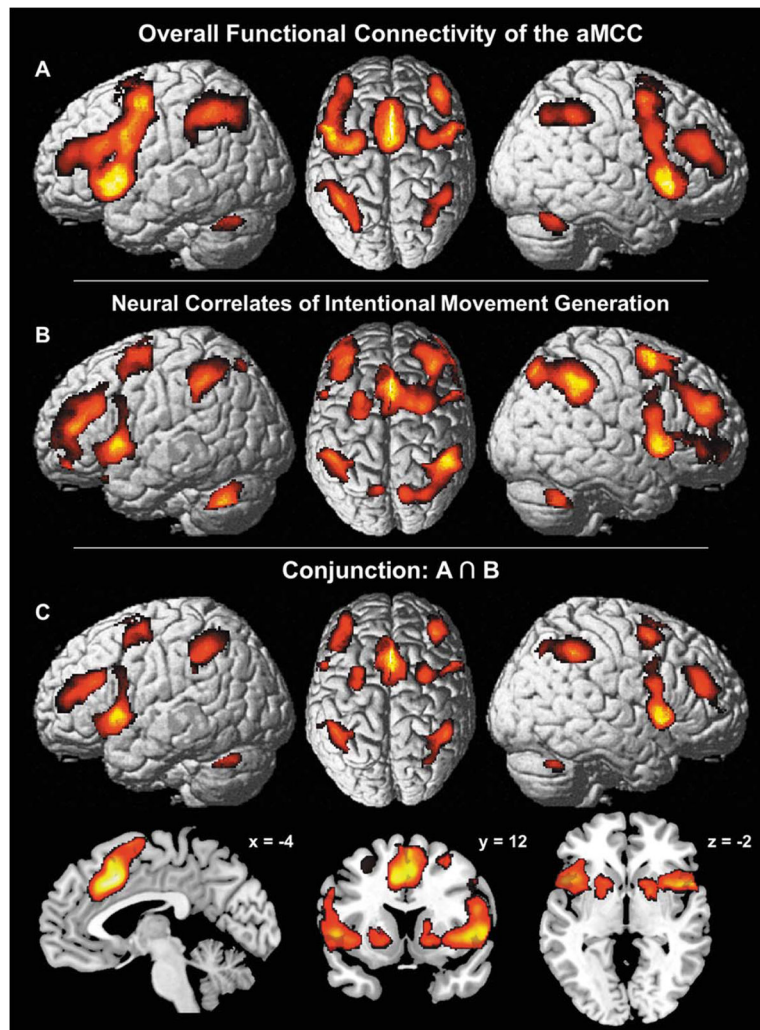 Overall Functional Connectivity of the aMCC
A
Neural Correlates of Intentional Movement Generation
B
Conjunction: A ∩ B
C
x = -4
y = 12
z = -2